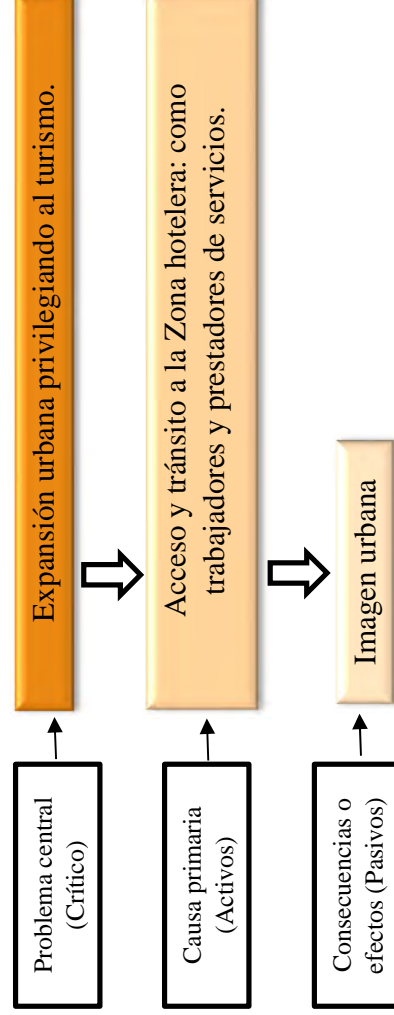 Problema central
(Crítico)
Expansión urbana privilegiando al turismo.
Causa primaria
(Activos)
Acceso y tránsito a la Zona hotelera: como
trabajadores y prestadores de servicios.
Consecuencias o
efectos (Pasivos)
Imagen urbana